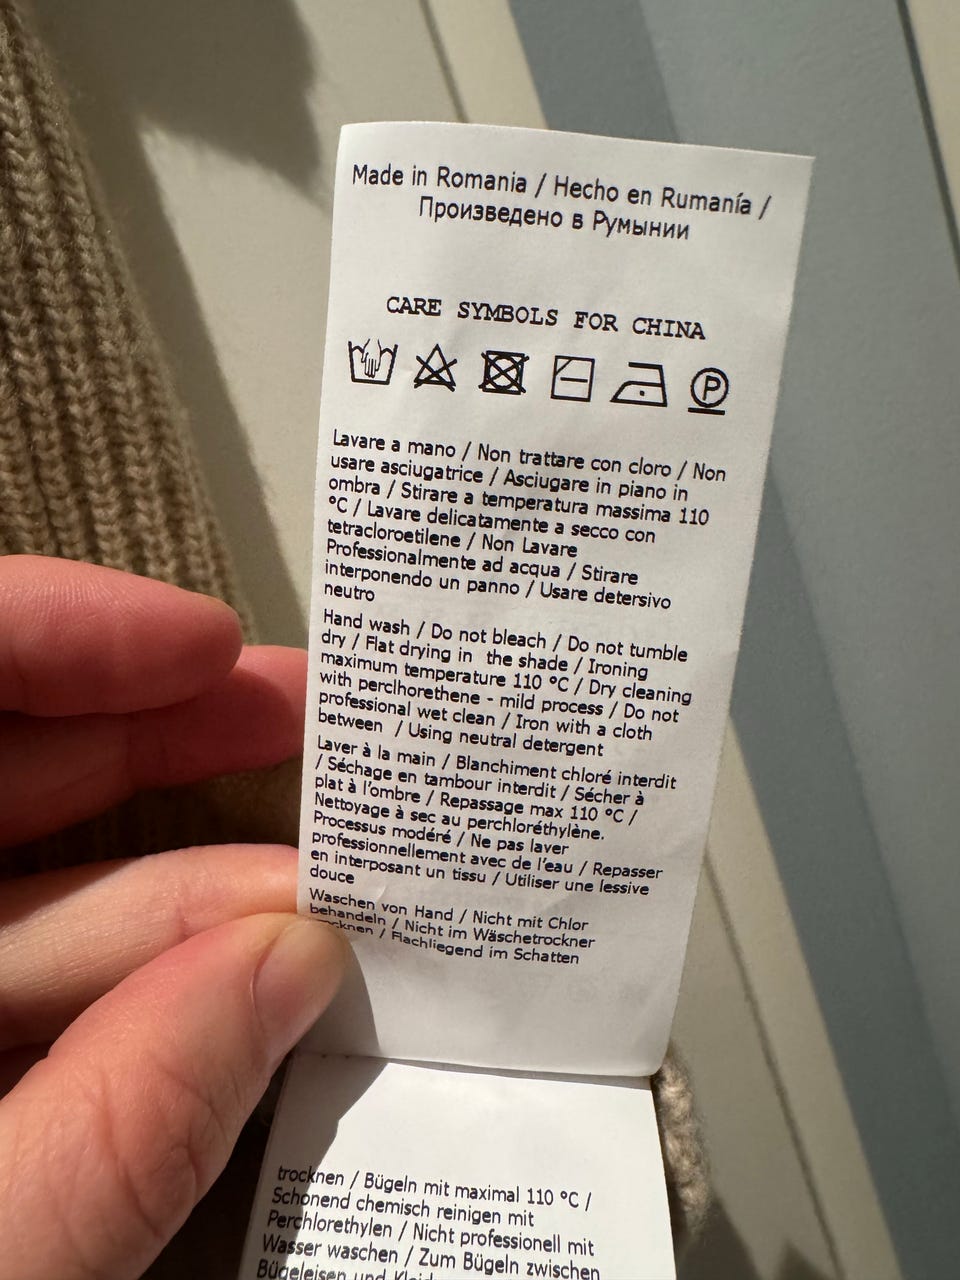 Made in Romania / Hecho en Rumanía /
Произведено в Румынии
CARE SYMBOLS FOR CHINA
P
Lavare a mano / Non trattare con cloro / Non
usare asciugatrice / Asciugare in piano in
ombra / Stirare a temperatura massima 110
°C / Lavare delicatamente a secco con
tetracloroetilene / Non Lavare
Professionalmente ad acqua / Stirare
interponendo un panno / Usare detersivo
neutro
Hand wash / Do not bleach / Do not tumble
dry / Flat drying in the shade / Ironing
maximum temperature 110 °C / Dry cleaning
with perclhorethene - mild process / Do not
professional wet clean / Iron with a cloth
between / Using neutral detergent
Laver à la main / Blanchiment chloré interdit
/ Séchage en tambour interdit / Sécher à
plat à l'ombre / Repassage max 110 °C /
Nettoyage à sec au perchloréthylène.
Processus modéré / Ne pas laver
professionnellement avec de l'eau / Repasser
en interposant un tissu / Utiliser une lessive
douce
Waschen von Hand / Nicht mit Chlor
behandeln / Nicht im Wäschetrockner
trocknen / Flachliegend im Schatten
trocknen / Bügeln mit maximal 110 °C /
Schonend chemisch reinigen mit
Perchlorethylen / Nicht professionell mit
Wasser waschen / Zum Bügeln zwischen
Bügeleisen und